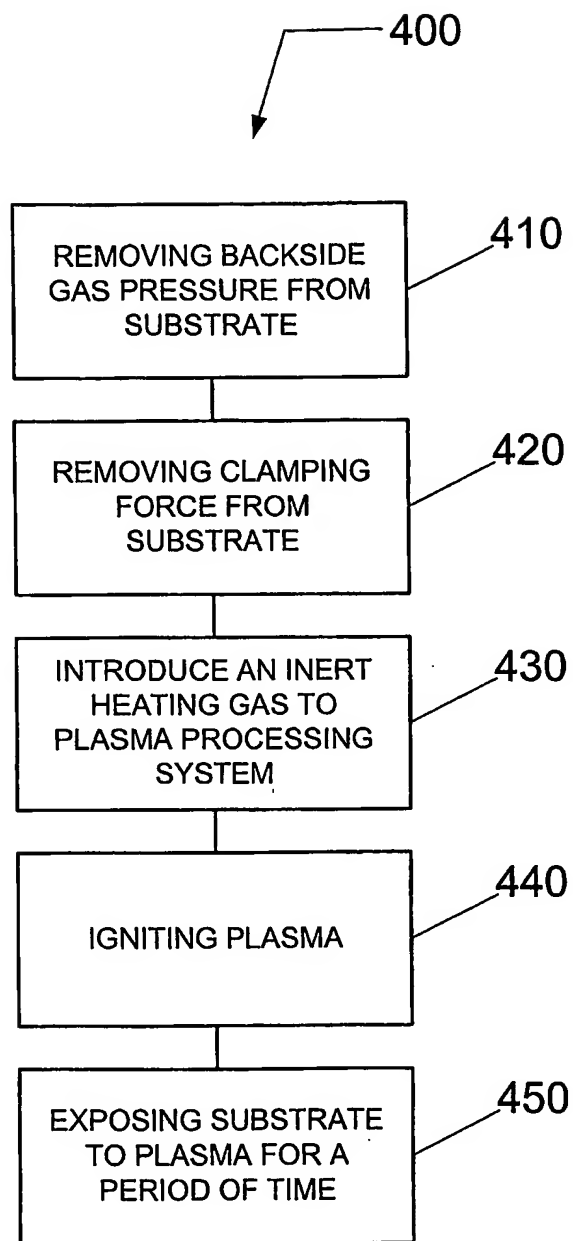 400
REMOVING BACKSIDE
GAS PRESSURE FROM
SUBSTRATE
410
REMOVING CLAMPING
FORCE FROM
SUBSTRATE
420
INTRODUCE AN INERT
HEATING GAS TO
PLASMA PROCESSING
SYSTEM
430
IGNITING PLASMA
440
EXPOSING SUBSTRATE
TO PLASMA FOR A
PERIOD OF TIME
450